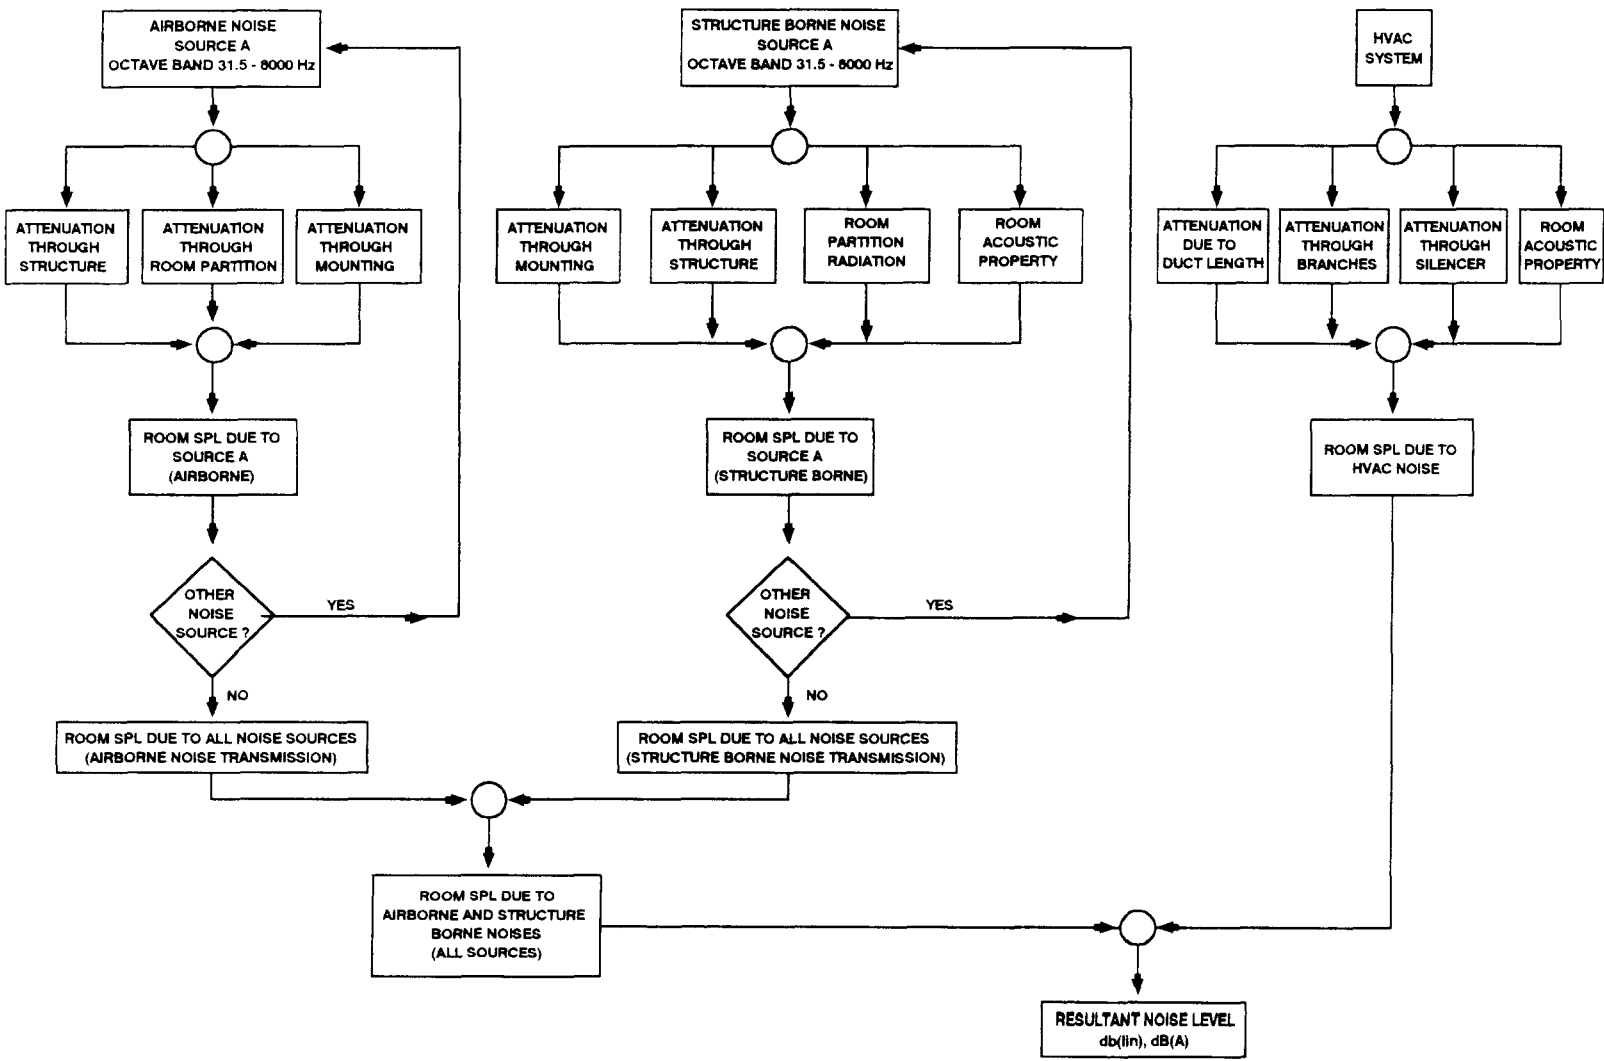 AIRBORNE NOISE
SOURCE A
OCTAVE BAND 31.5 - 8000 Hz
STRUCTURE BORNE NOISE
SOURCE A
OCTAVE BAND 31.5 - 8000 Hz
HVAC
SYSTEM
ATTENUATION
THROUGH
STRUCTURE
ATTENUATION
THROUGH
ROOM PARTITION
ATTENUATION
THROUGH
MOUNTING
ATTENUATION
THROUGH
MOUNTING
ATTENUATION
THROUGH
STRUCTURE
ROOM
PARTITION
RADIATION
ROOM
ACOUSTIC
PROPERTY
ATTENUATION
DUE TO
DUCT LENGTH
ATTENUATION
THROUGH
BRANCHES
ATTENUATION
THROUGH
SILENCER
ROOM
ACOUSTIC
PROPERTY
ROOM SPL DUE TO
SOURCE A
(AIRBORNE)
ROOM SPL DUE TO
SOURCE A
(STRUCTURE BORNE)
ROOM SPL DUE TO
HVAC NOISE
OTHER
NOISE
SOURCE ?
YES
NO
OTHER
NOISE
SOURCE ?
YES
NO
ROOM SPL DUE TO ALL NOISE SOURCES
(AIRBORNE NOISE TRANSMISSION)
ROOM SPL DUE TO ALL NOISE SOURCES
(STRUCTURE BORNE NOISE TRANSMISSION)
ROOM SPL DUE TO
AIRBORNE AND STRUCTURE
BORNE NOISES
(ALL SOURCES)
RESULTANT NOISE LEVEL
db(lin), dB(A)